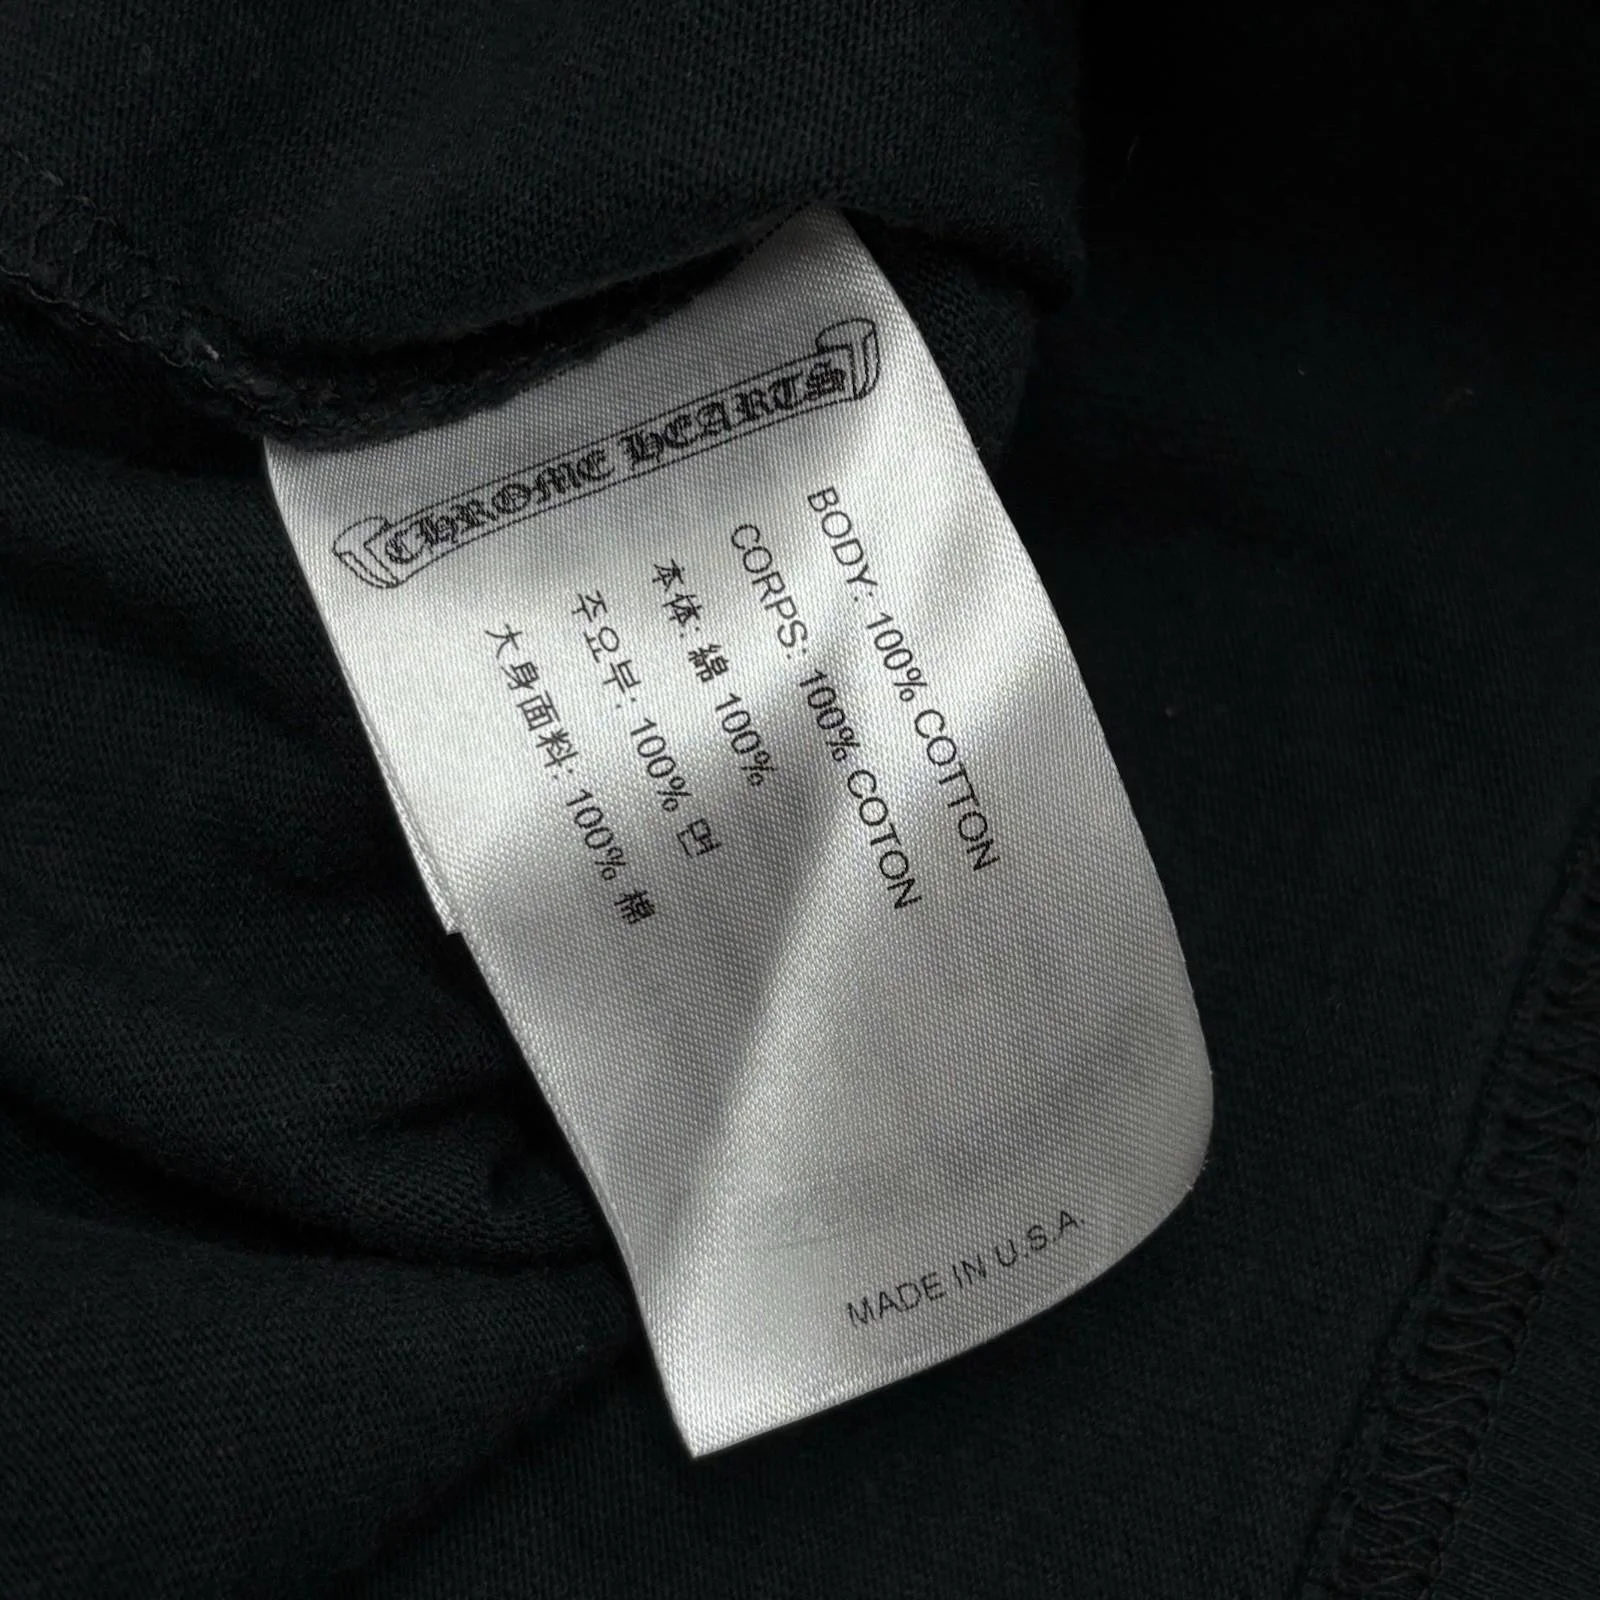 CHROME HEARTS
BODY: 100% COTTON
CORPS: 100% COTON
本体: 綿 100%
주요부: 100% 면
大身面料: 100% 棉
MADE IN U.S.A.